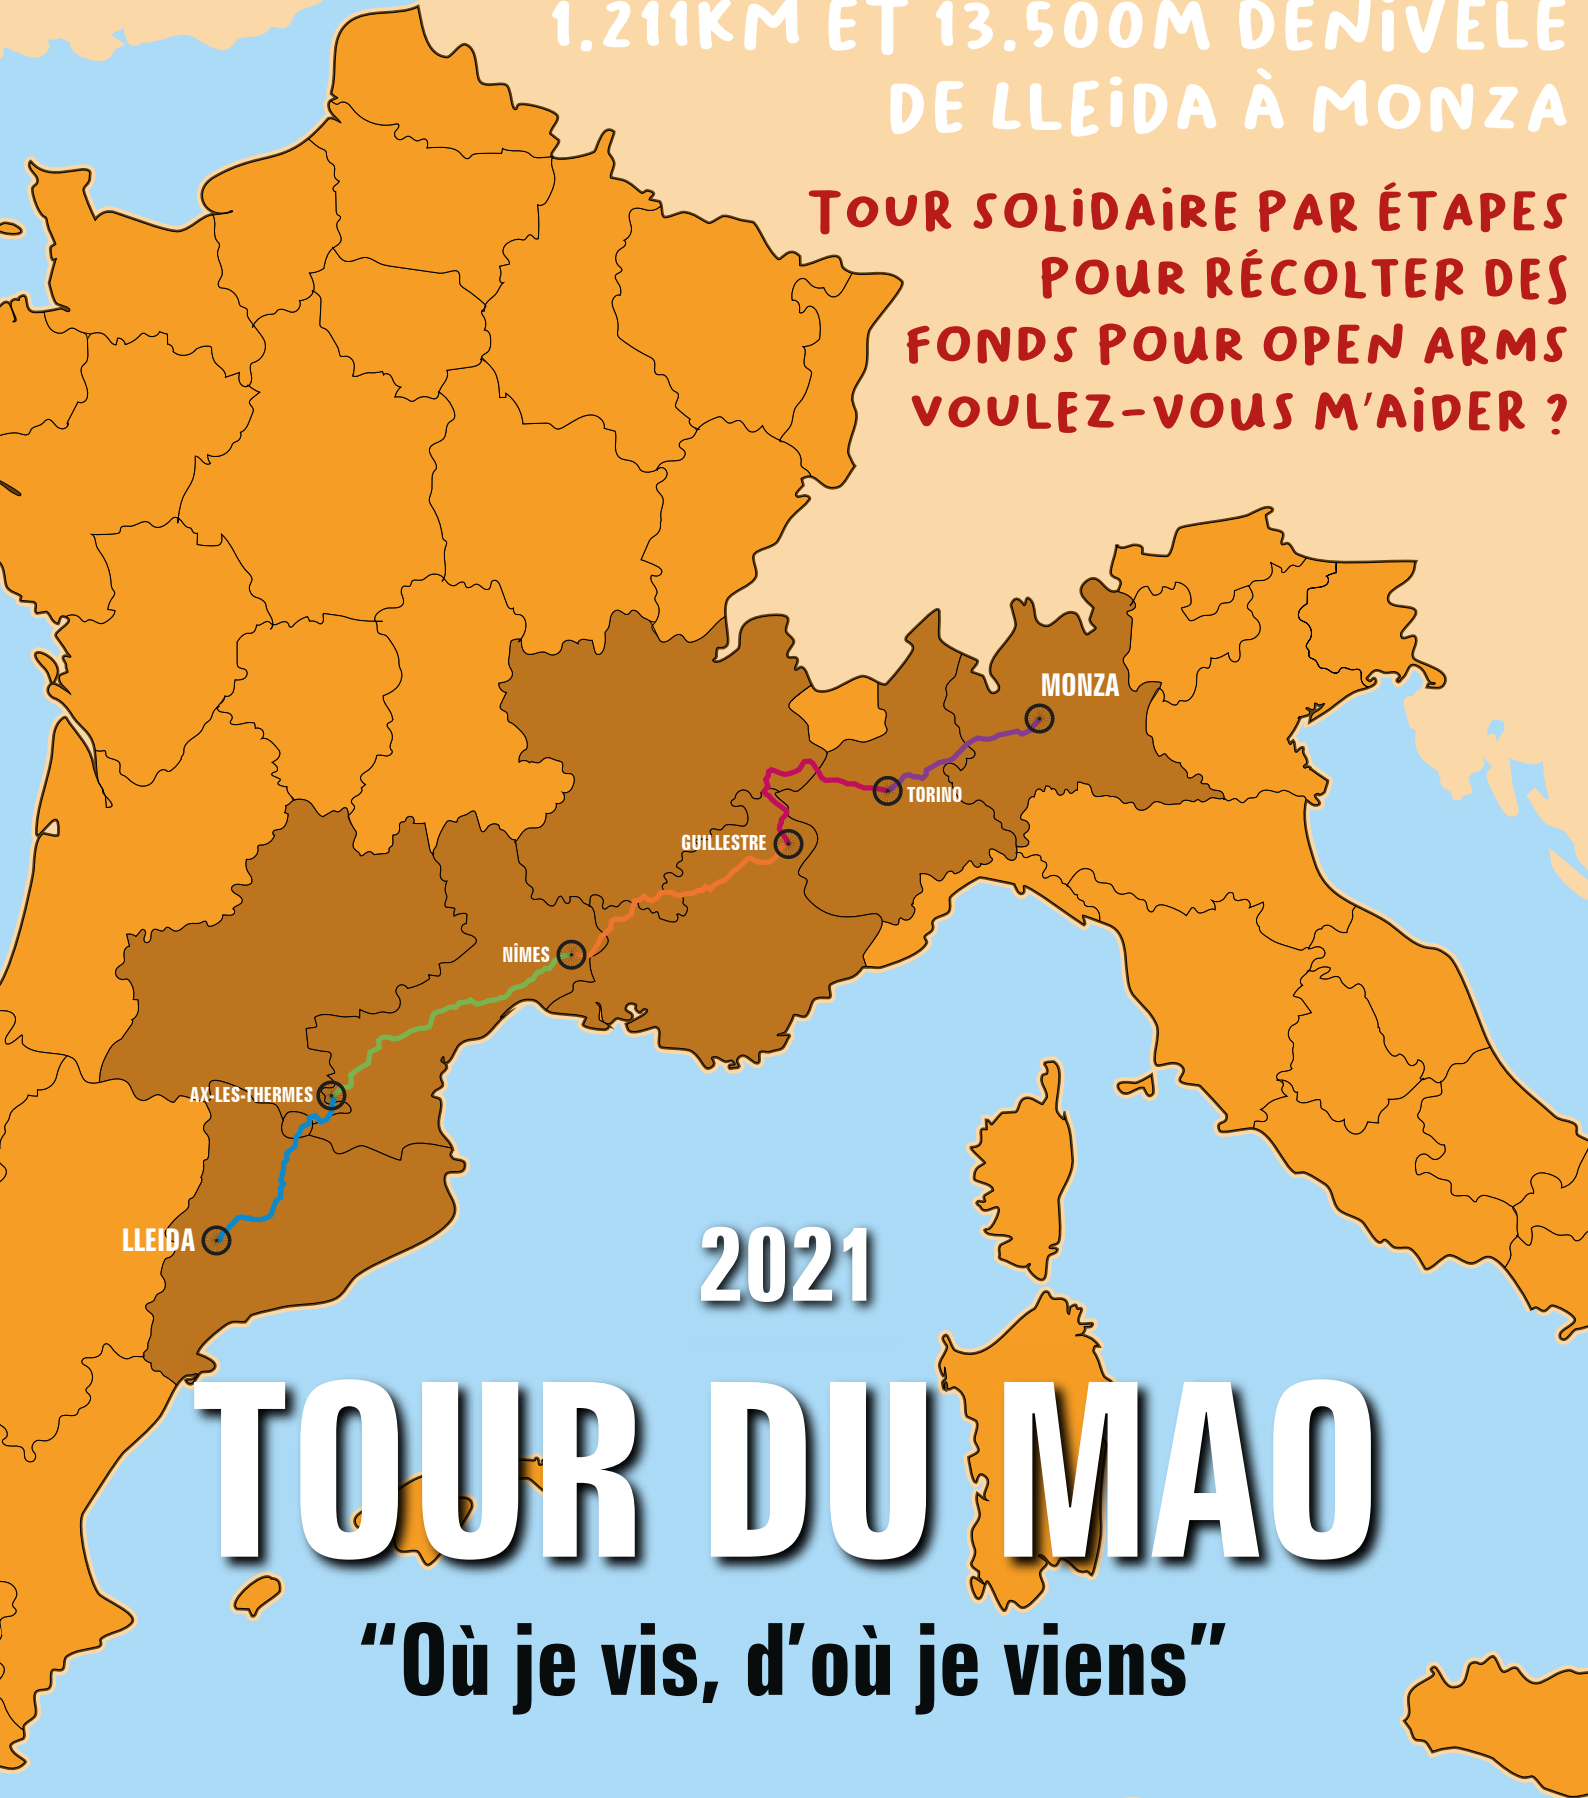 1.211KM ET 13.500M DENiVELE
DE LLEiDA À MONZA
TOUR SOLiDAiRE PAR ÉTAPES
POUR RÉCOLTER DES
FONDS POUR OPEN ARMS
VOULEZ-VOUS M'AiDER ?
MONZA
TORINO
GUILLESTRE
NÎMES
AX-LES-THERMES
LLEIDA
2021
TOUR DU MAO
“Où je vis, d’où je viens”